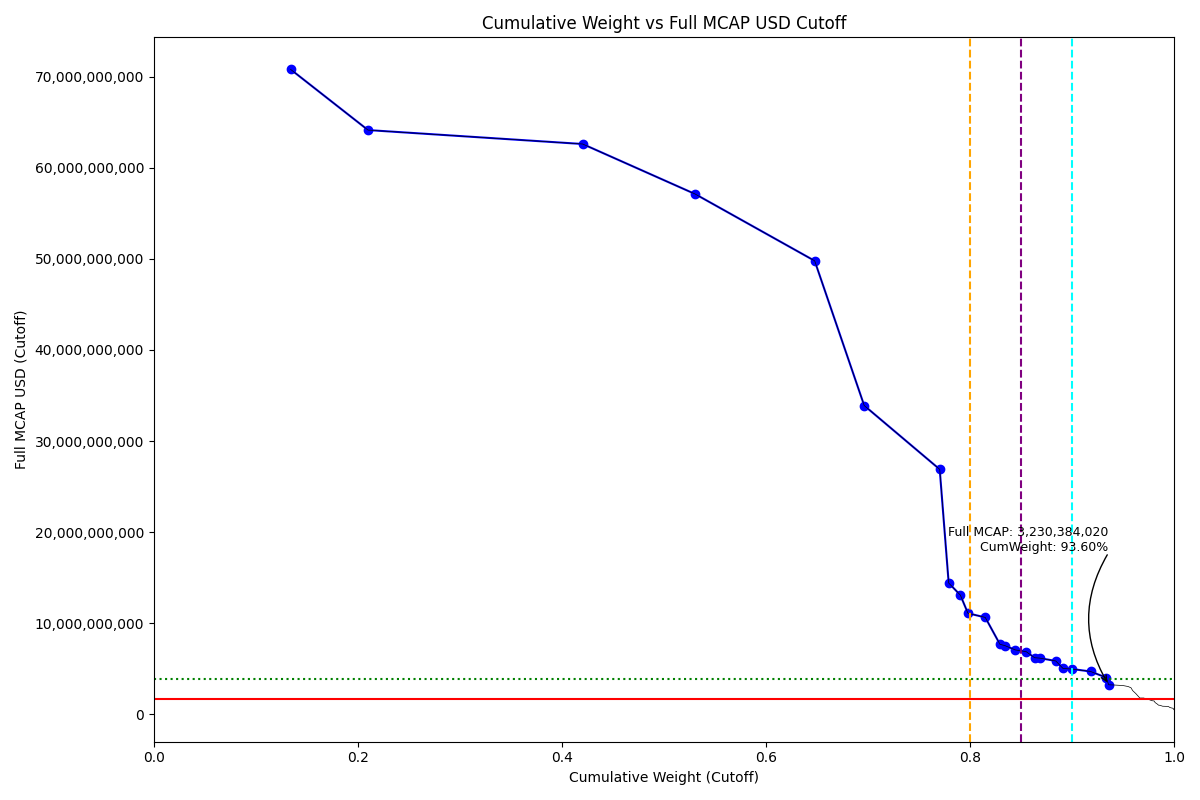 Cumulative Weight vs Full MCAP USD Cutoff
Full MCAP USD (Cutoff)
70,000,000,000
60,000,000,000
50,000,000,000
40,000,000,000
30,000,000,000
20,000,000,000
10,000,000,000
0
Full MCAP: 3,230,384,020
CumWeight: 93.60%
0.0 0.2 0.4 0.6 0.8 1.0
Cumulative Weight (Cutoff)